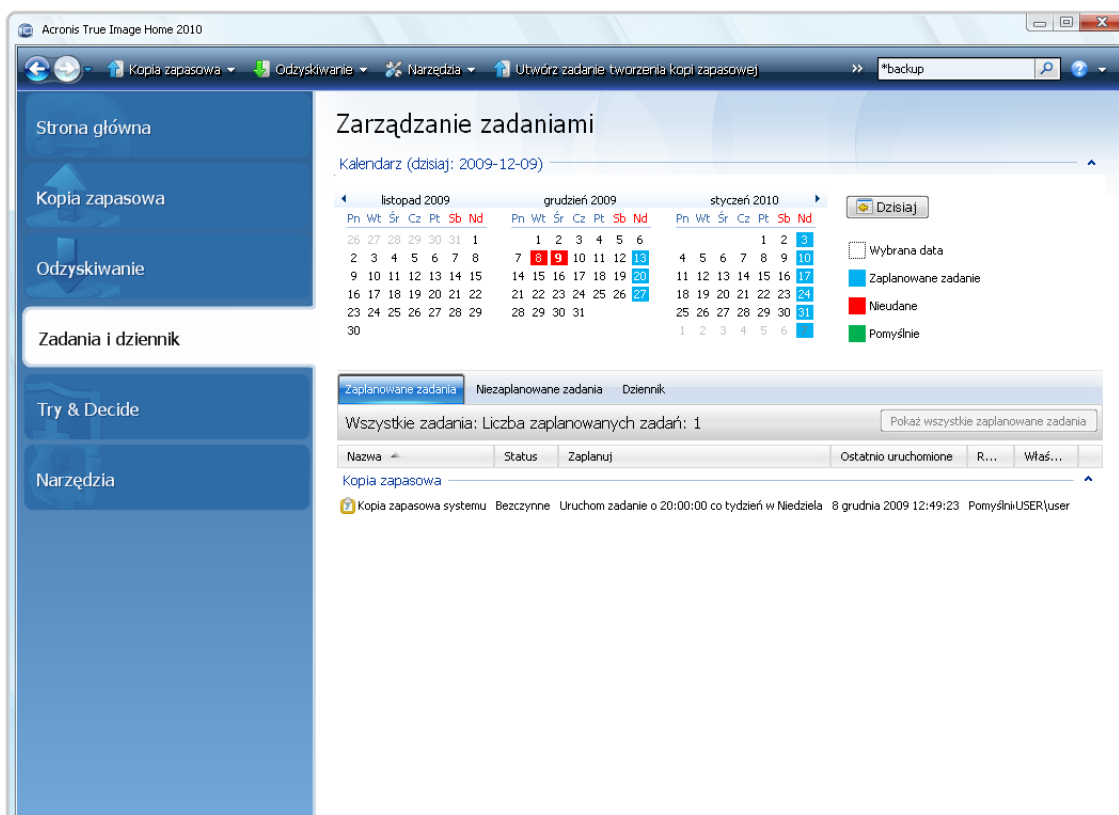 Acronis True Image Home 2010
Kopia zapasowa Odzyskiwanie Narzędzia Utwórz zadanie tworzenia kopi zapasowej >> *backup
Strona główna
Kopia zapasowa
Odzyskiwanie
Zadania i dziennik
Try & Decide
Narzędzia
Zarządzanie zadaniami
Kalendarz (dzisiaj: 2009-12-09)
listopad 2009 grudzień 2009 styczeń 2010
Pn Wt Śr Cz Pt Sb Nd Pn Wt Śr Cz Pt Sb Nd Pn Wt Śr Cz Pt Sb Nd
26 27 28 29 30 31 1 1 2 3 4 5 6 1 2 3
2 3 4 5 6 7 8 7 8 9 10 11 12 13 4 5 6 7 8 9 10
9 10 11 12 13 14 15 14 15 16 17 18 19 20 11 12 13 14 15 16 17
16 17 18 19 20 21 22 21 22 23 24 25 26 27 18 19 20 21 22 23 24
23 24 25 26 27 28 29 28 29 30 31 25 26 27 28 29 30 31
30 1 2 3 4 5 6 7
Dzisiaj
Wybrana data
Zaplanowane zadanie
Nieudane
Pomyślnie
Zaplanowane zadania Niezaplanowane zadania Dziennik
Wszystkie zadania: Liczba zaplanowanych zadań: 1 Pokaż wszystkie zaplanowane zadania
Nazwa Status Zaplanuj Ostatnio uruchomione R... Właś...
Kopia zapasowa
Kopia zapasowa systemu Bezczynne Uruchom zadanie o 20:00:00 co tydzień w Niedziela 8 grudnia 2009 12:49:23 Pomyślni USER\user